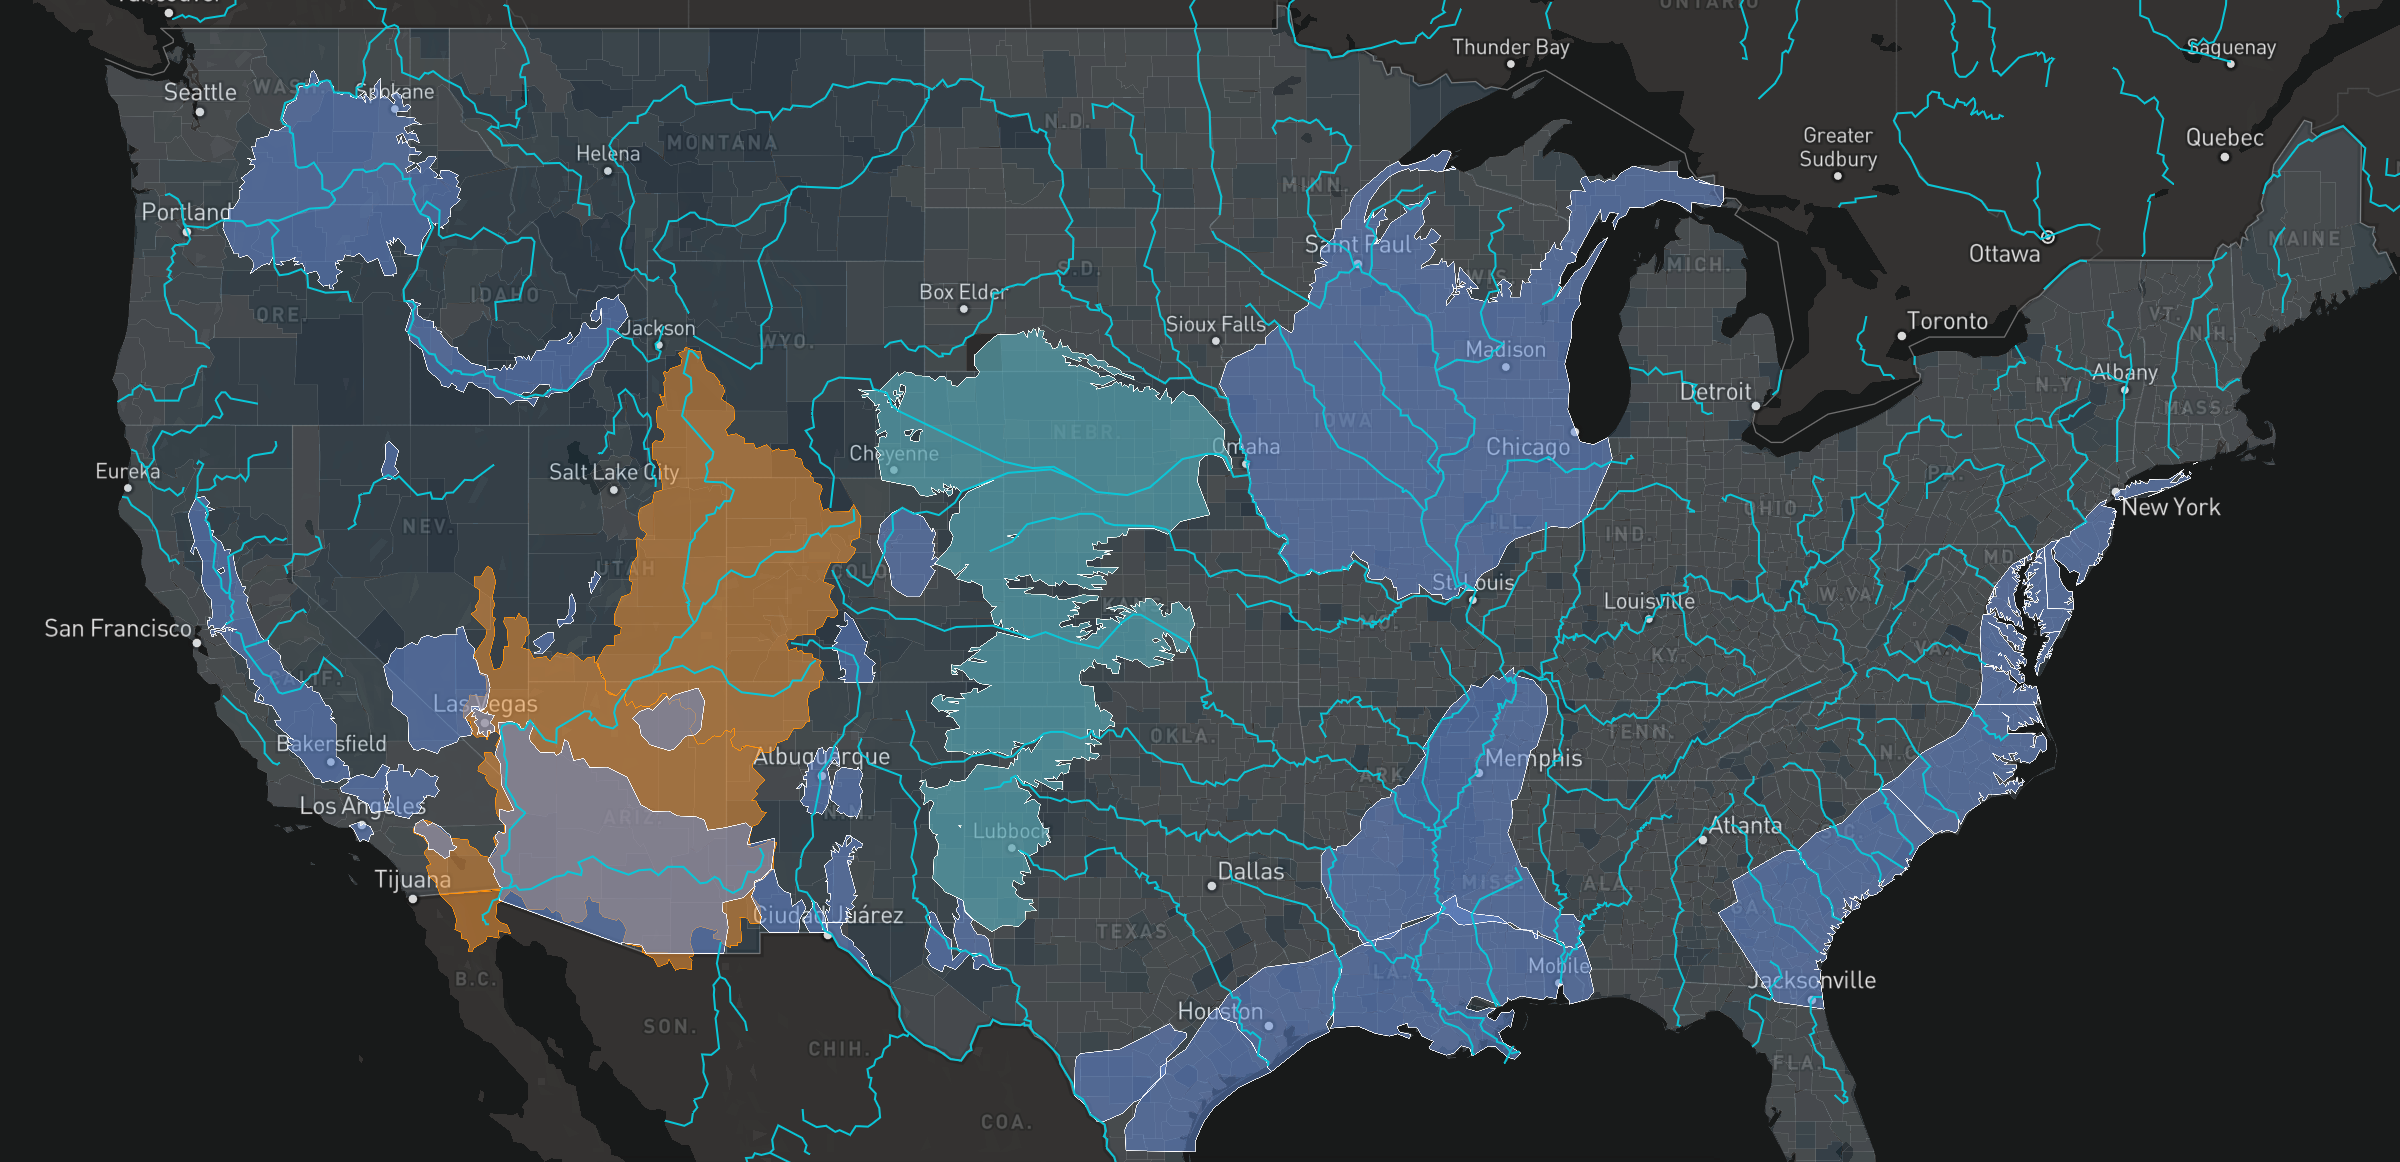 Vancouver
ONTARIO
Thunder Bay
Saguenay
Seattle
WASH.
Spokane
N.D.
Greater
Sudbury
Quebec
Helena
MONTANA
MINN.
Portland
Saint Paul
Ottawa
MAINE
S.D.
WIS.
MICH.
Box Elder
IDAHO
ORE.
Jackson
WYO.
Sioux Falls
Toronto
VT.
N.H.
Madison
Albany
N.Y.
Detroit
MASS.
IOWA
NEBR.
Cheyenne
Omaha
Chicago
Eureka
Salt Lake City
PA.
New York
OHIO
NEV.
ILL.
IND.
MD.
UTAH
COLO.
St. Louis
KANS.
Louisville
W.VA.
San Francisco
MO.
VA.
KY.
CALIF.
Las Vegas
OKLA.
TENN.
Bakersfield
Albuquerque
Memphis
N.C.
ARK.
Los Angeles
ARIZ.
N.M.
Lubbock
Atlanta
S.C.
Tijuana
Dallas
MISS.
ALA.
GA.
Ciudad Juárez
TEXAS
B.C.
LA.
Mobile
Jacksonville
Houston
SON.
CHIH.
FLA.
COA.